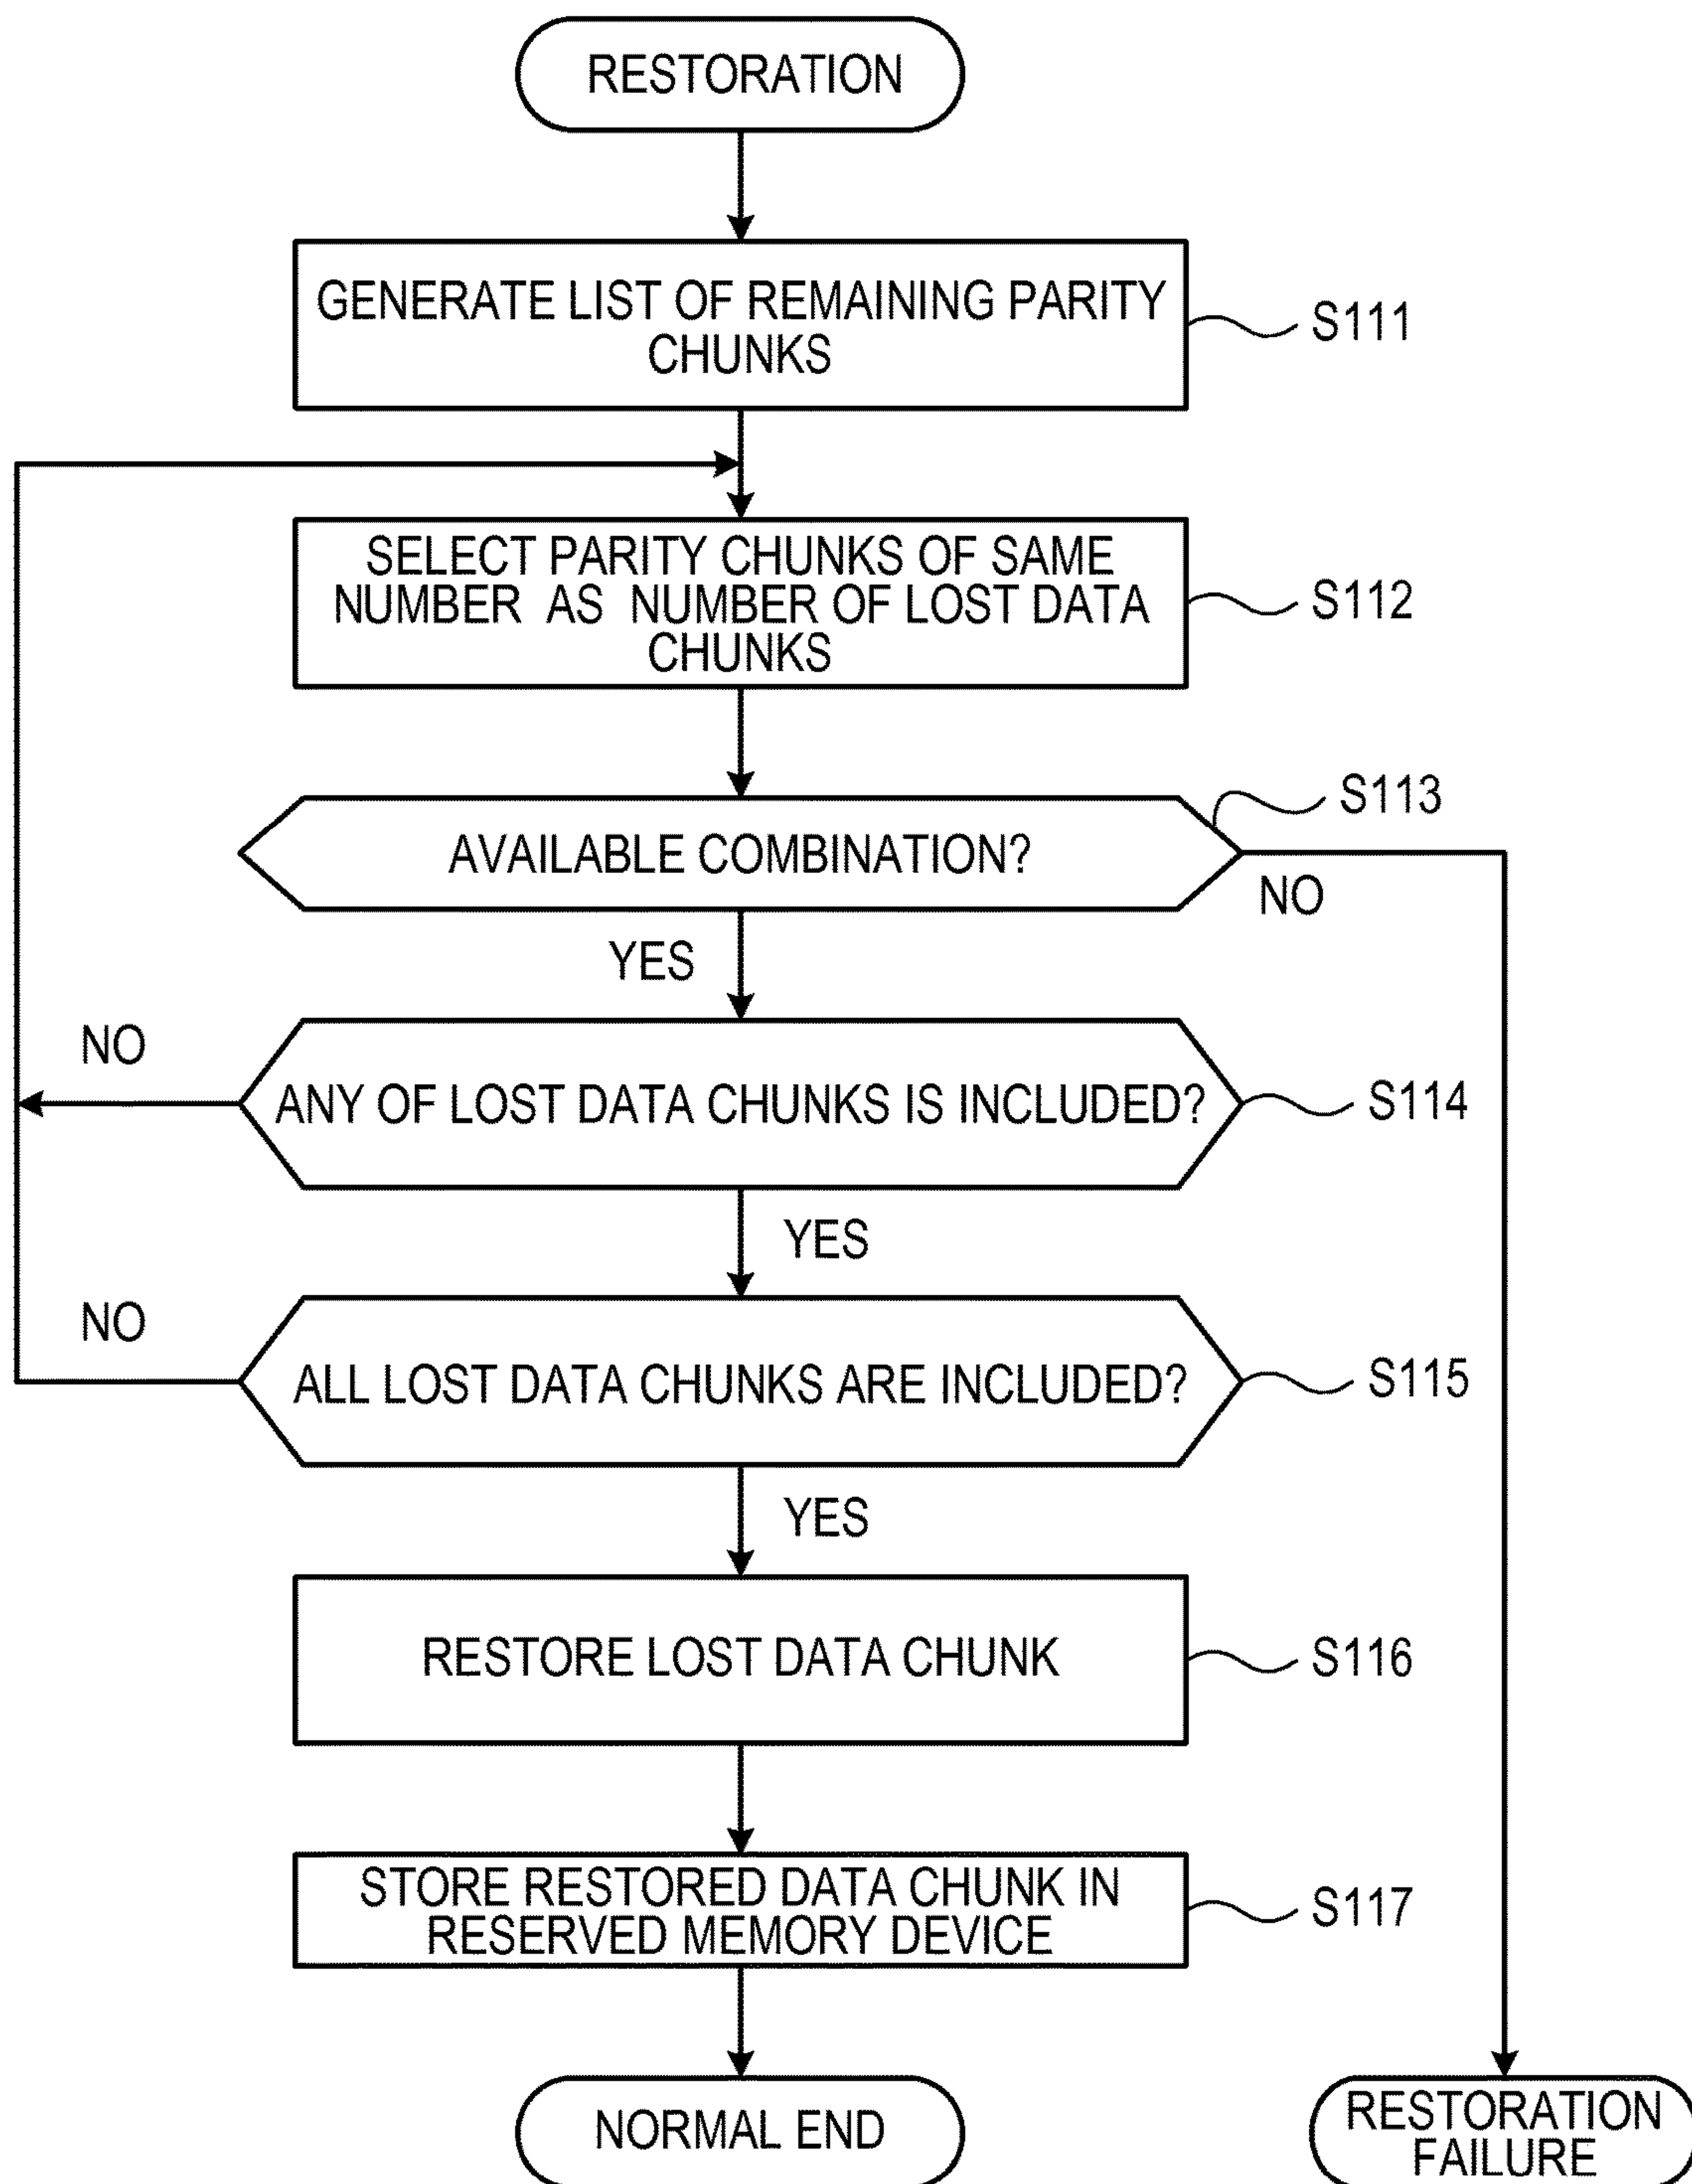 RESTORATION
GENERATE LIST OF REMAINING PARITY
CHUNKS
S111
SELECT PARITY CHUNKS OF SAME
NUMBER AS NUMBER OF LOST DATA
CHUNKS
S112
S113
AVAILABLE COMBINATION?
NO
YES
NO
ANY OF LOST DATA CHUNKS IS INCLUDED?
S114
YES
NO
ALL LOST DATA CHUNKS ARE INCLUDED?
S115
YES
RESTORE LOST DATA CHUNK
S116
STORE RESTORED DATA CHUNK IN
RESERVED MEMORY DEVICE
S117
NORMAL END
RESTORATION
FAILURE